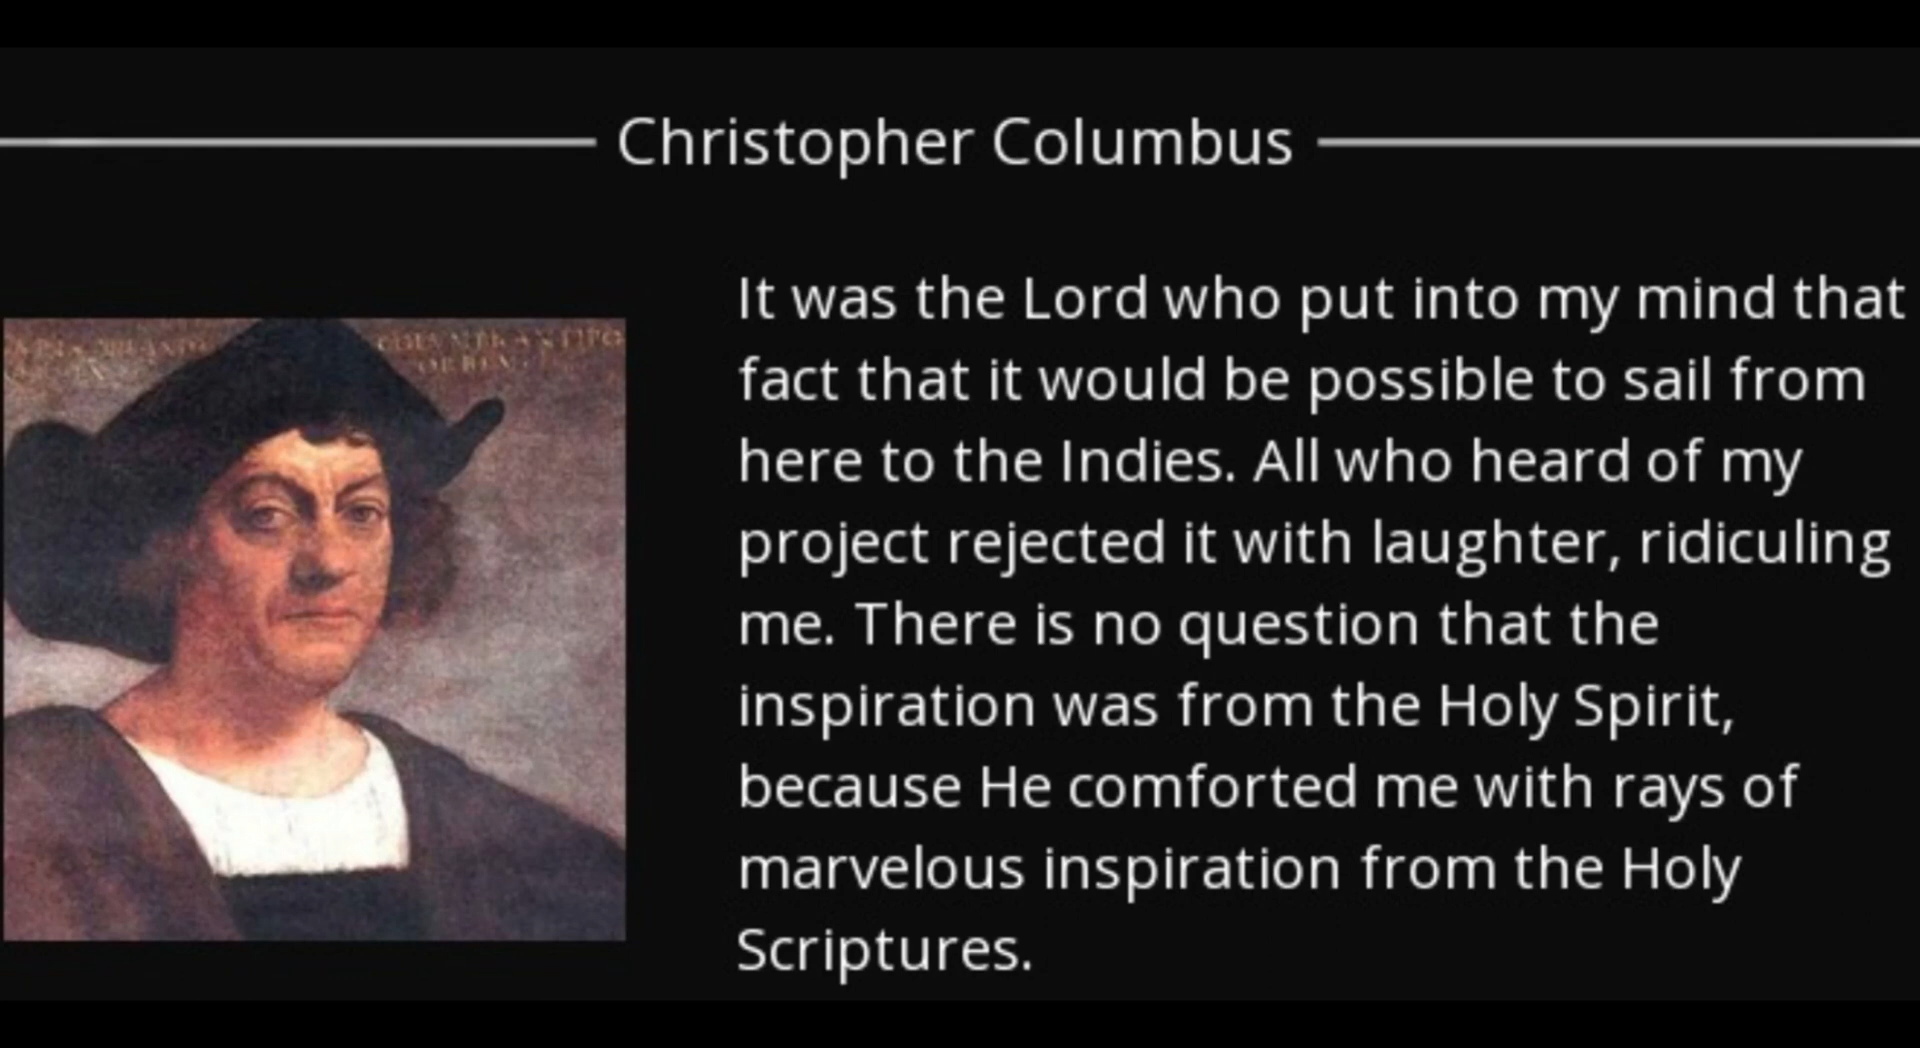 Christopher Columbus
It was the Lord who put into my mind that
fact that it would be possible to sail from
here to the Indies. All who heard of my
project rejected it with laughter, ridiculing
me. There is no question that the
inspiration was from the Holy Spirit,
because He comforted me with rays of
marvelous inspiration from the Holy
Scriptures.